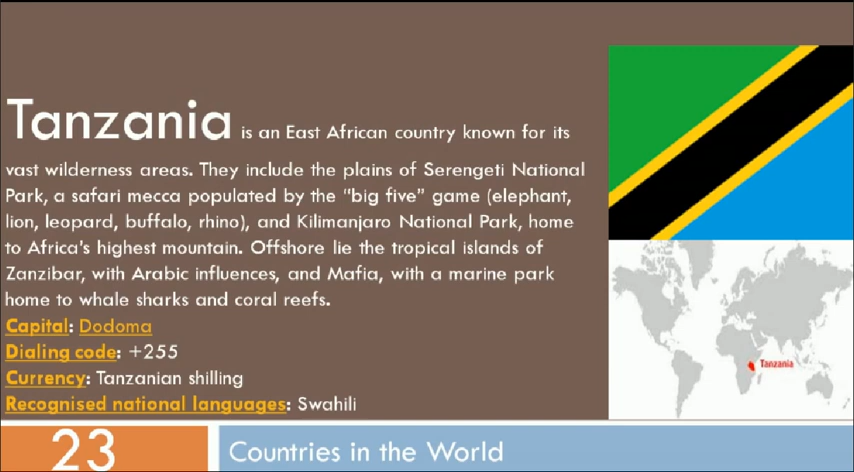 Tanzania is an East African country known for its
vast wilderness areas. They include the plains of Serengeti National
Park, a safari mecca populated by the "big five" game (elephant,
lion, leopard, buffalo, rhino), and Kilimanjaro National Park, home
to Africa's highest mountain. Offshore lie the tropical islands of
Zanzibar, with Arabic influences, and Mafia, with a marine park
home to whale sharks and coral reefs.
Capital: Dodoma
Dialing code: +255
Currency: Tanzanian shilling
Recognised national languages: Swahili
Tanzania
23
Countries in the World